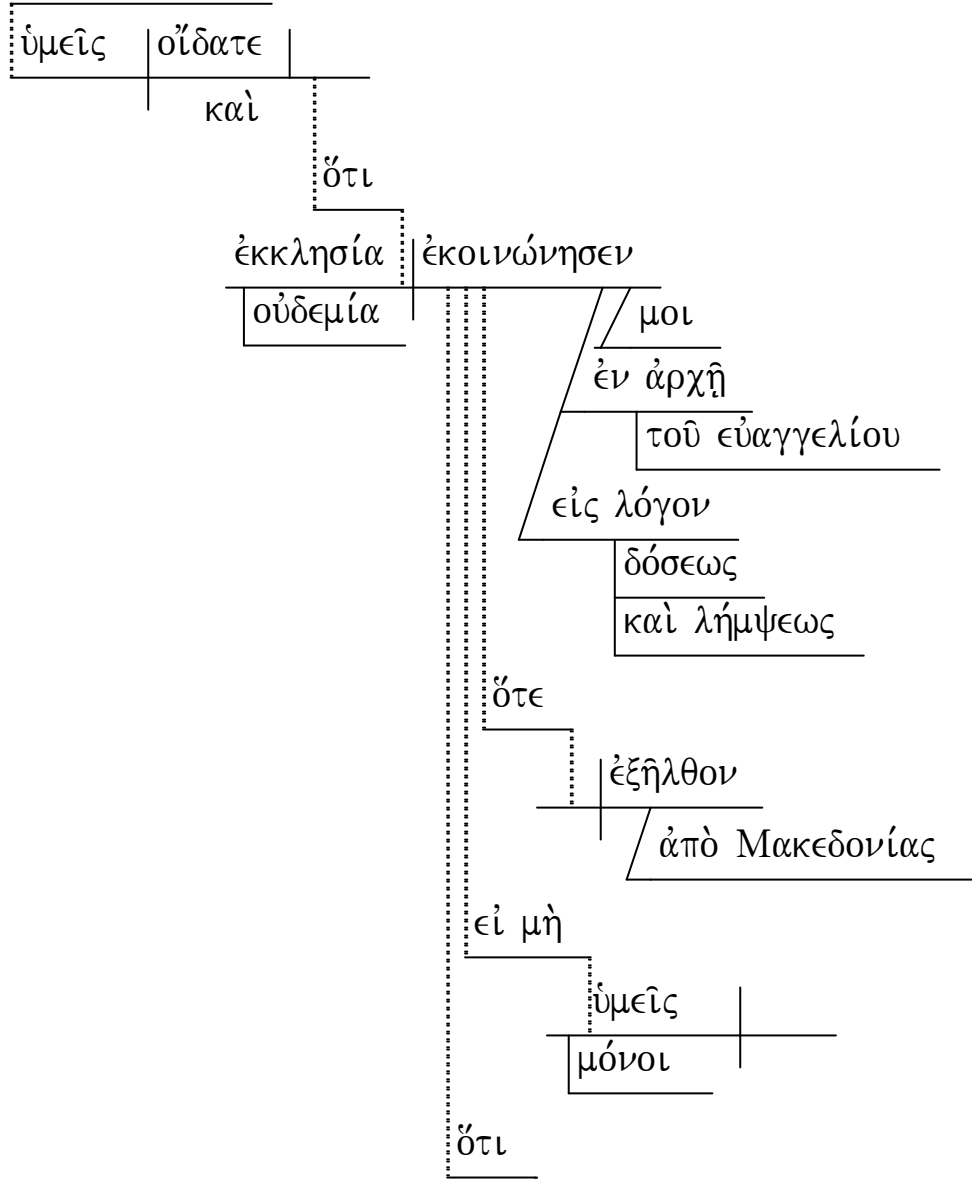 ὑμεῖς οἴδατε
καὶ
ὅτι
ἐκκλησία ἐκοινώνησεν
οὐδεμία μοι
ἐν ἀρχῇ
τοῦ εὐαγγελίου
εἰς λόγον
δόσεως
καὶ λήμψεως
ὅτε
ἐξῆλθον
ἀπὸ Μακεδονίας
εἰ μὴ
ὑμεῖς
μόνοι
ὅτι